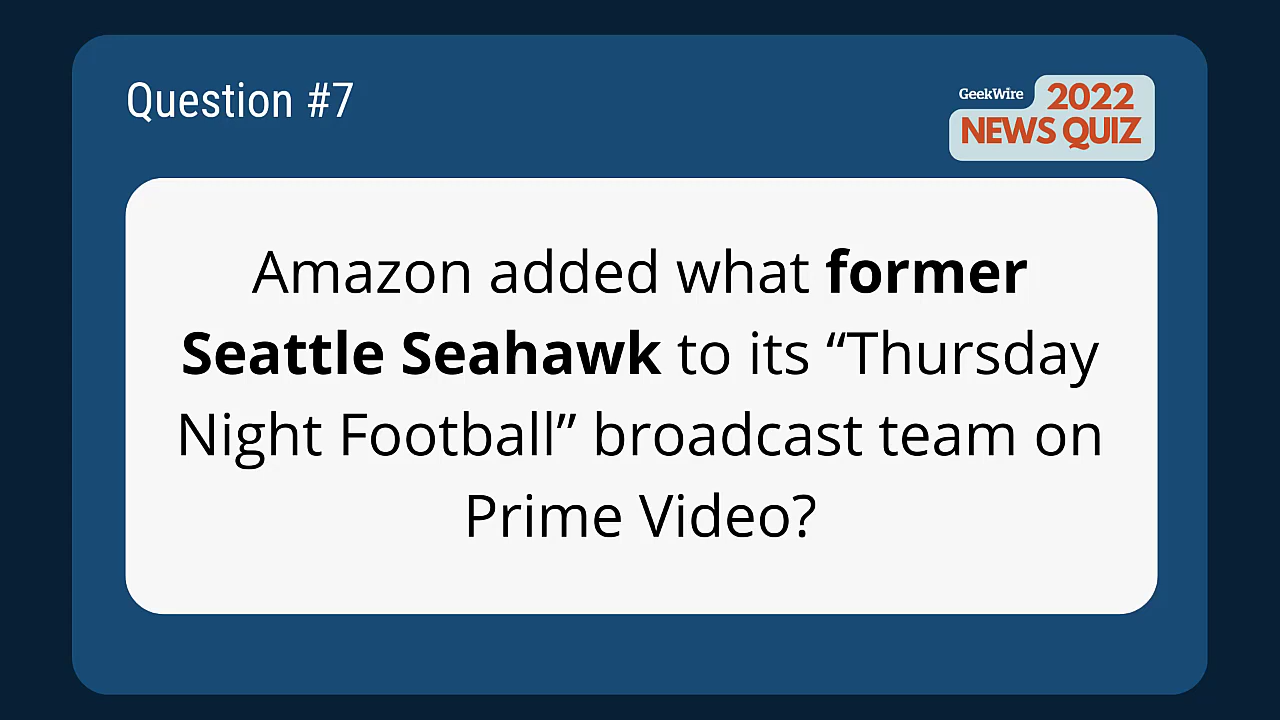 Question #7
GeekWire 2022
NEWS QUIZ
Amazon added what former
Seattle Seahawk to its “Thursday
Night Football” broadcast team on
Prime Video?